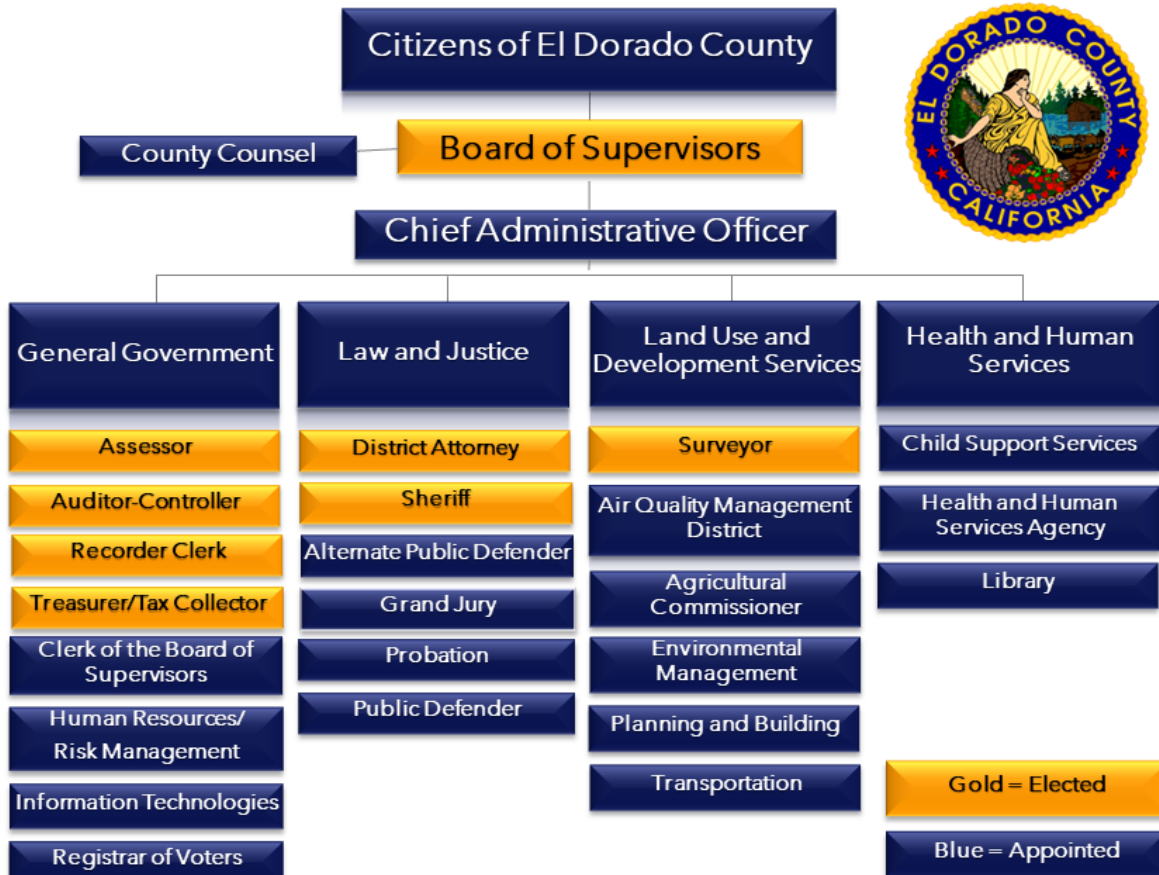 Citizens of El Dorado County
EL DORADO COUNTY
CALIFORNIA
County Counsel
Board of Supervisors
Chief Administrative Officer
General Government
Assessor
Auditor-Controller
Recorder Clerk
Treasurer/Tax Collector
Clerk of the Board of
Supervisors
Human Resources/
Risk Management
Information Technologies
Registrar of Voters
Law and Justice
District Attorney
Sheriff
Alternate Public Defender
Grand Jury
Probation
Public Defender
Land Use and
Development Services
Surveyor
Air Quality Management
District
Agricultural
Commissioner
Environmental
Management
Planning and Building
Transportation
Health and Human
Services
Child Support Services
Health and Human
Services Agency
Library
Gold = Elected
Blue = Appointed